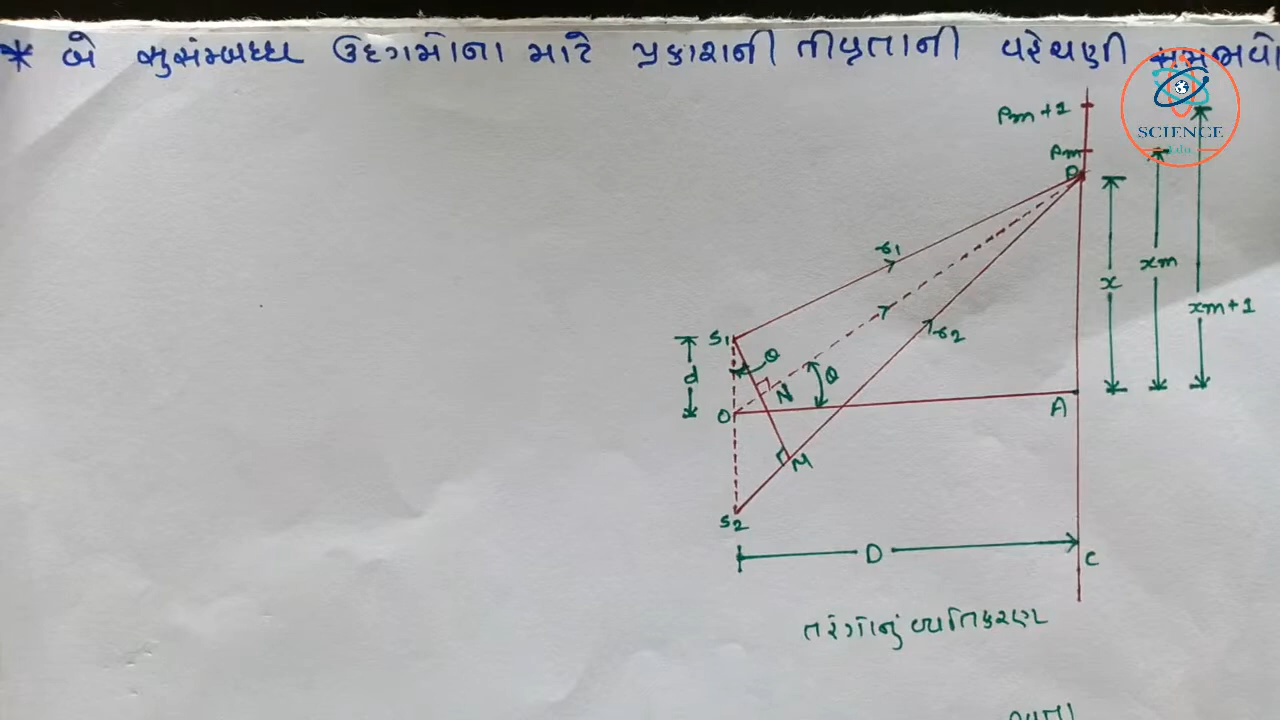 * બે સુસંબધ્ધ ઉદગમોના માટે પ્રકાશની તીવ્રતાની વહેચણી સમજાવો
Pm+1
Pm
P
SCIENCE
r1
x
xm
xm+1
S1
θ
r2
d
N
θ
O
A
M
S2
D
C
તરંગોનું વ્યતિકરણ